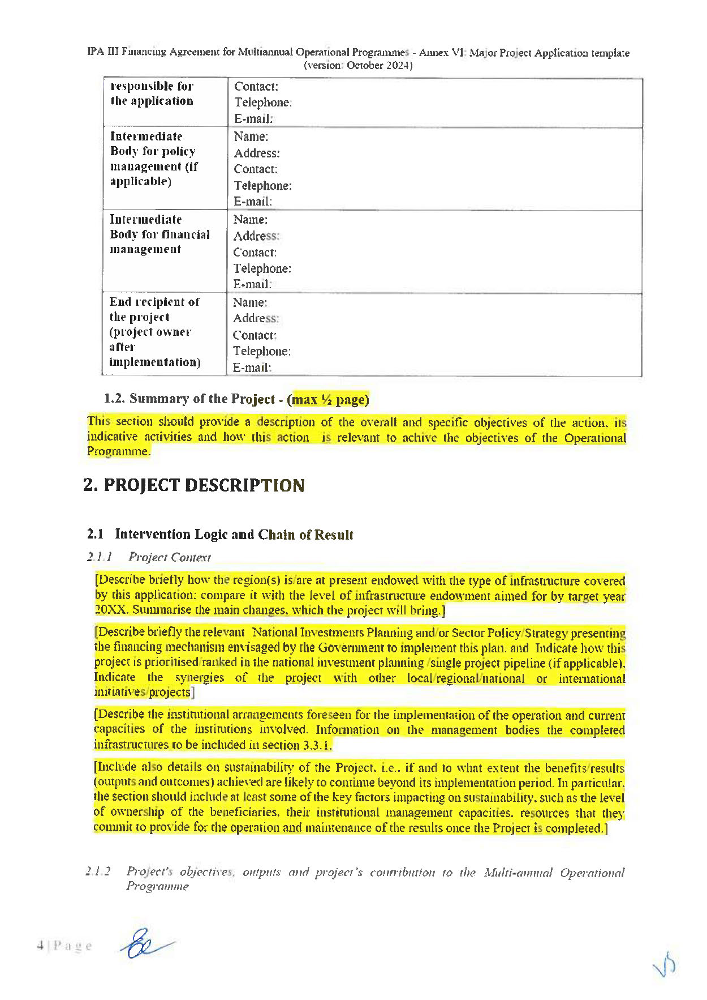 IPA III Financing Agreement for Multiannual Operational Programmes - Annex VI: Major Project Application template
(version: October 2024)
responsible for
the application
Contact:
Telephone:
E-mail:
Intermediate
Body for policy
management (if
applicable)
Name:
Address:
Contact:
Telephone:
E-mail:
Intermediate
Body for financial
management
Name:
Address:
Contact:
Telephone:
E-mail:
End recipient of
the project
(project owner
after
implementation)
Name:
Address:
Contact:
Telephone:
E-mail:
1.2. Summary of the Project - (max ½ page)
This section should provide a description of the overall and specific objectives of the action, its
indicative activities and how this action is relevant to achive the objectives of the Operational
Programme.
2. PROJECT DESCRIPTION
2.1 Intervention Logic and Chain of Result
2.1.1 Project Context
[Describe briefly how the region(s) is/are at present endowed with the type of infrastructure covered
by this application; compare it with the level of infrastructure endowment aimed for by target year
20XX. Summarise the main changes, which the project will bring.]
[Describe briefly the relevant National Investments Planning and/or Sector Policy/Strategy presenting
the financing mechanism envisaged by the Government to implement this plan, and Indicate how this
project is prioritised/ranked in the national investment planning /single project pipeline (if applicable).
Indicate the synergies of the project with other local/regional/national or international
initiatives/projects]
[Describe the institutional arrangements foreseen for the implementation of the operation and current
capacities of the institutions involved. Information on the management bodies the completed
infrastructures to be included in section 3.3.1.
[Include also details on sustainability of the Project, i.e., if and to what extent the benefits/results
(outputs and outcomes) achieved are likely to continue beyond its implementation period. In particular,
the section should include at least some of the key factors impacting on sustainability, such as the level
of ownership of the beneficiaries, their institutional management capacities, resources that they
commit to provide for the operation and maintenance of the results once the Project is completed.]
2.1.2 Project's objectives, outputs and project's contribution to the Multi-annual Operational
Programme
4 | Page